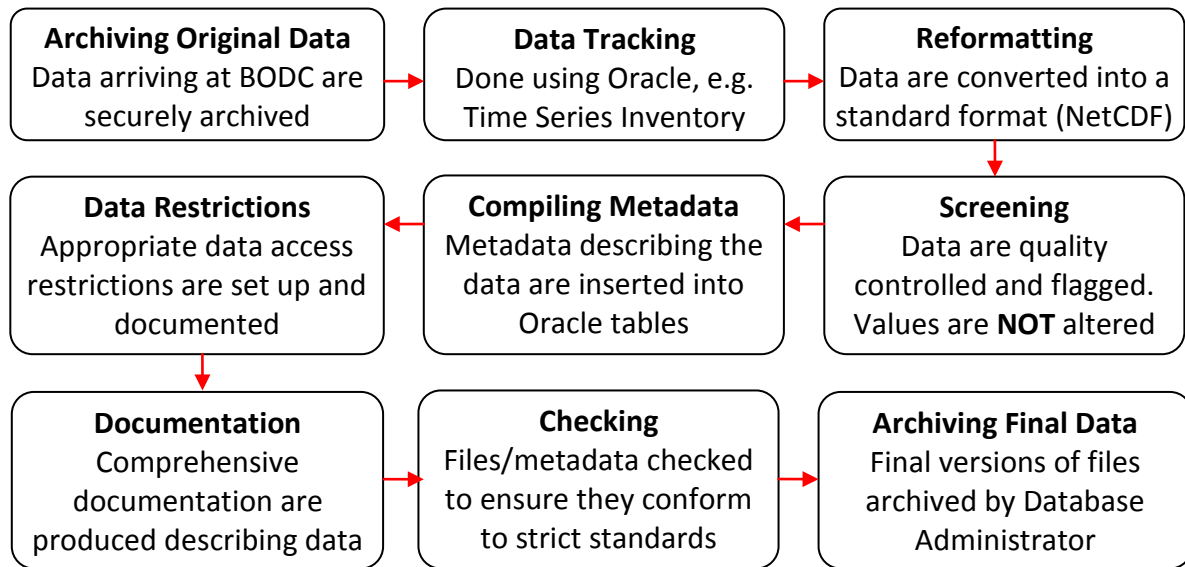 Archiving Original Data
Data arriving at BODC are
securely archived
Data Tracking
Done using Oracle, e.g.
Time Series Inventory
Reformatting
Data are converted into a
standard format (NetCDF)
Screening
Data are quality
controlled and flagged.
Values are NOT altered
Compiling Metadata
Metadata describing the
data are inserted into
Oracle tables
Data Restrictions
Appropriate data access
restrictions are set up and
documented
Documentation
Comprehensive
documentation are
produced describing data
Checking
Files/metadata checked
to ensure they conform
to strict standards
Archiving Final Data
Final versions of files
archived by Database
Administrator